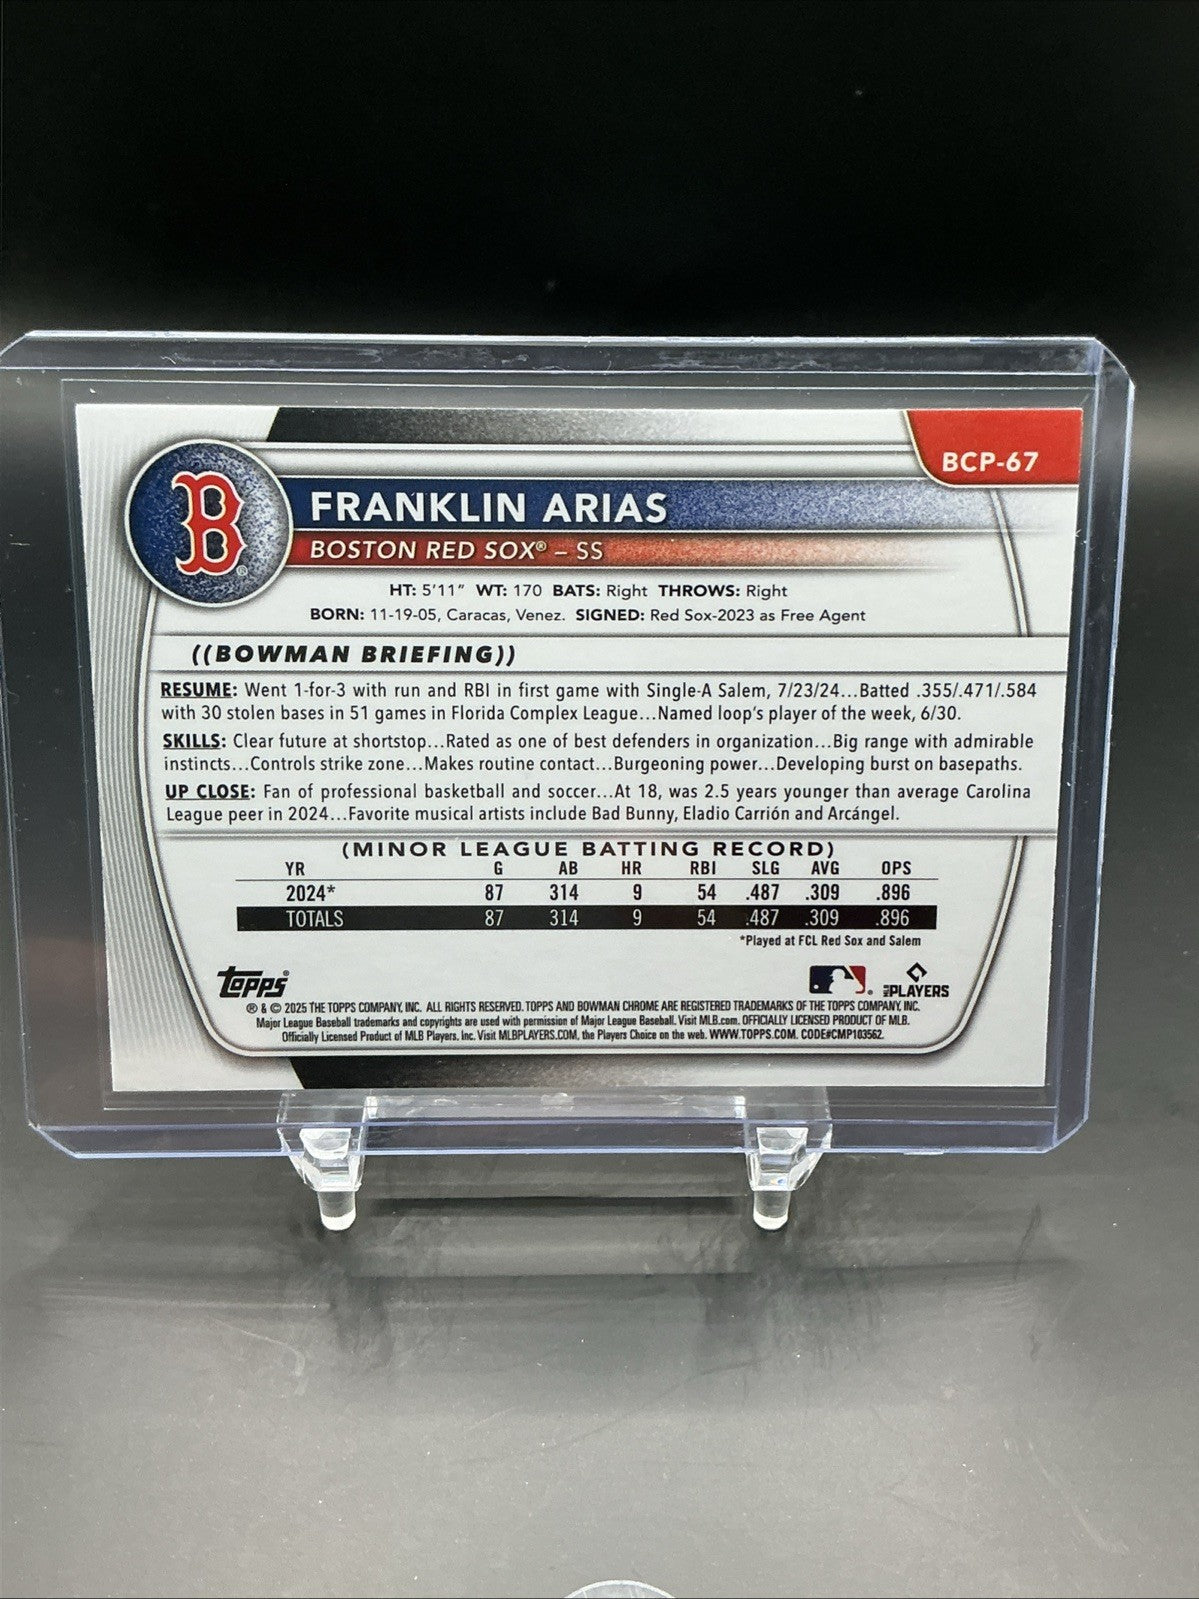 BCP-67
B
FRANKLIN ARIAS
BOSTON RED SOX® – SS
HT: 5'11" WT: 170 BATS: Right THROWS: Right
BORN: 11-19-05, Caracas, Venez. SIGNED: Red Sox-2023 as Free Agent
((BOWMAN BRIEFING))
RESUME: Went 1-for-3 with run and RBI in first game with Single-A Salem, 7/23/24...Batted .355/.471/.584
with 30 stolen bases in 51 games in Florida Complex League...Named loop's player of the week, 6/30.
SKILLS: Clear future at shortstop...Rated as one of best defenders in organization...Big range with admirable
instincts...Controls strike zone...Makes routine contact...Burgeoning power...Developing burst on basepaths.
UP CLOSE: Fan of professional basketball and soccer...At 18, was 2.5 years younger than average Carolina
League peer in 2024...Favorite musical artists include Bad Bunny, Eladio Carrión and Arcángel.
(MINOR LEAGUE BATTING RECORD)
YR G AB HR RBI SLG AVG OPS
2024* 87 314 9 54 .487 .309 .896
TOTALS 87 314 9 54 .487 .309 .896
*Played at FCL Red Sox and Salem
Topps® MLB PLAYERS
® & © 2025 THE TOPPS COMPANY, INC. ALL RIGHTS RESERVED. TOPPS AND BOWMAN CHROME ARE REGISTERED TRADEMARKS OF THE TOPPS COMPANY, INC.
Major League Baseball trademarks and copyrights are used with permission of Major League Baseball. Visit MLB.com. OFFICIALLY LICENSED PRODUCT OF MLB.
Officially Licensed Product of MLB Players, Inc. Visit MLBPLAYERS.COM, the Players Choice on the web. WWW.TOPPS.COM. CODE#CMP103562.